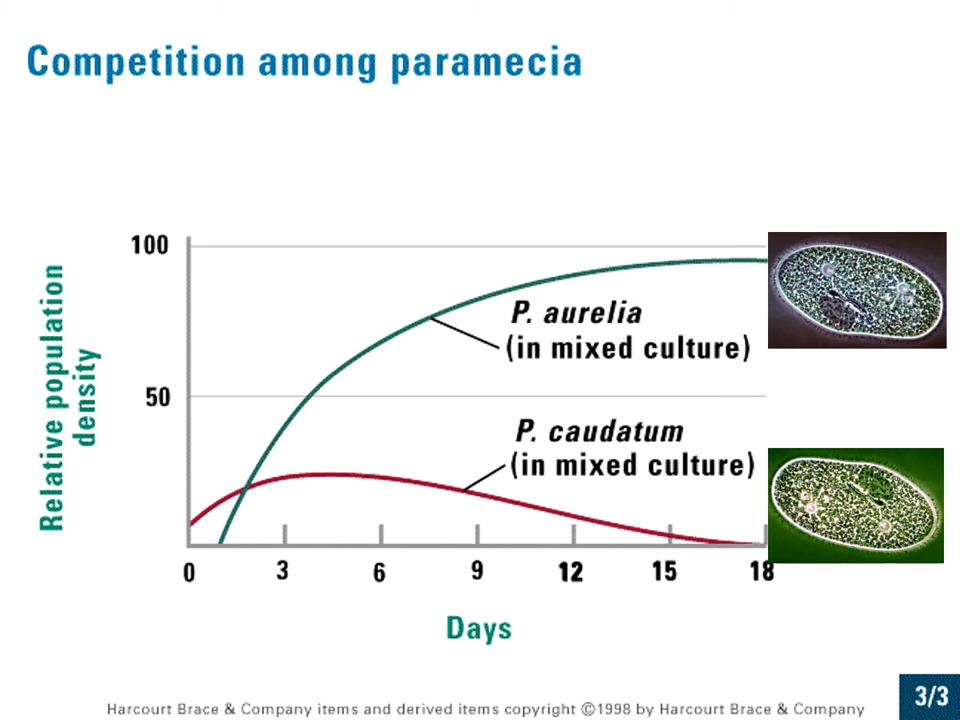 Competition among paramecia
Relative population
density
100
50
P. aurelia
(in mixed culture)
P. caudatum
(in mixed culture)
0 3 6 9 12 15 18
Days
3/3
Harcourt Brace & Company items and derived items copyright ©1998 by Harcourt Brace & Company